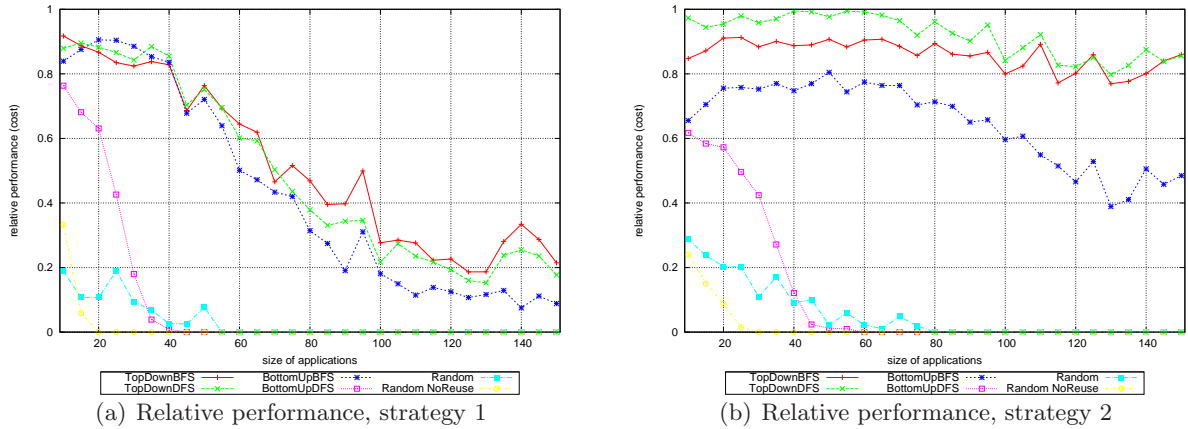 1
0.8
0.6
0.4
0.2
0
relative performance (cost)
20 40 60 80 100 120 140
size of applications
TopDownBFS BottomUpBFS Random
TopDownDFS BottomUpDFS Random NoReuse
(a) Relative performance, strategy 1
1
0.8
0.6
0.4
0.2
0
relative performance (cost)
20 40 60 80 100 120 140
size of applications
TopDownBFS BottomUpBFS Random
TopDownDFS BottomUpDFS Random NoReuse
(b) Relative performance, strategy 2